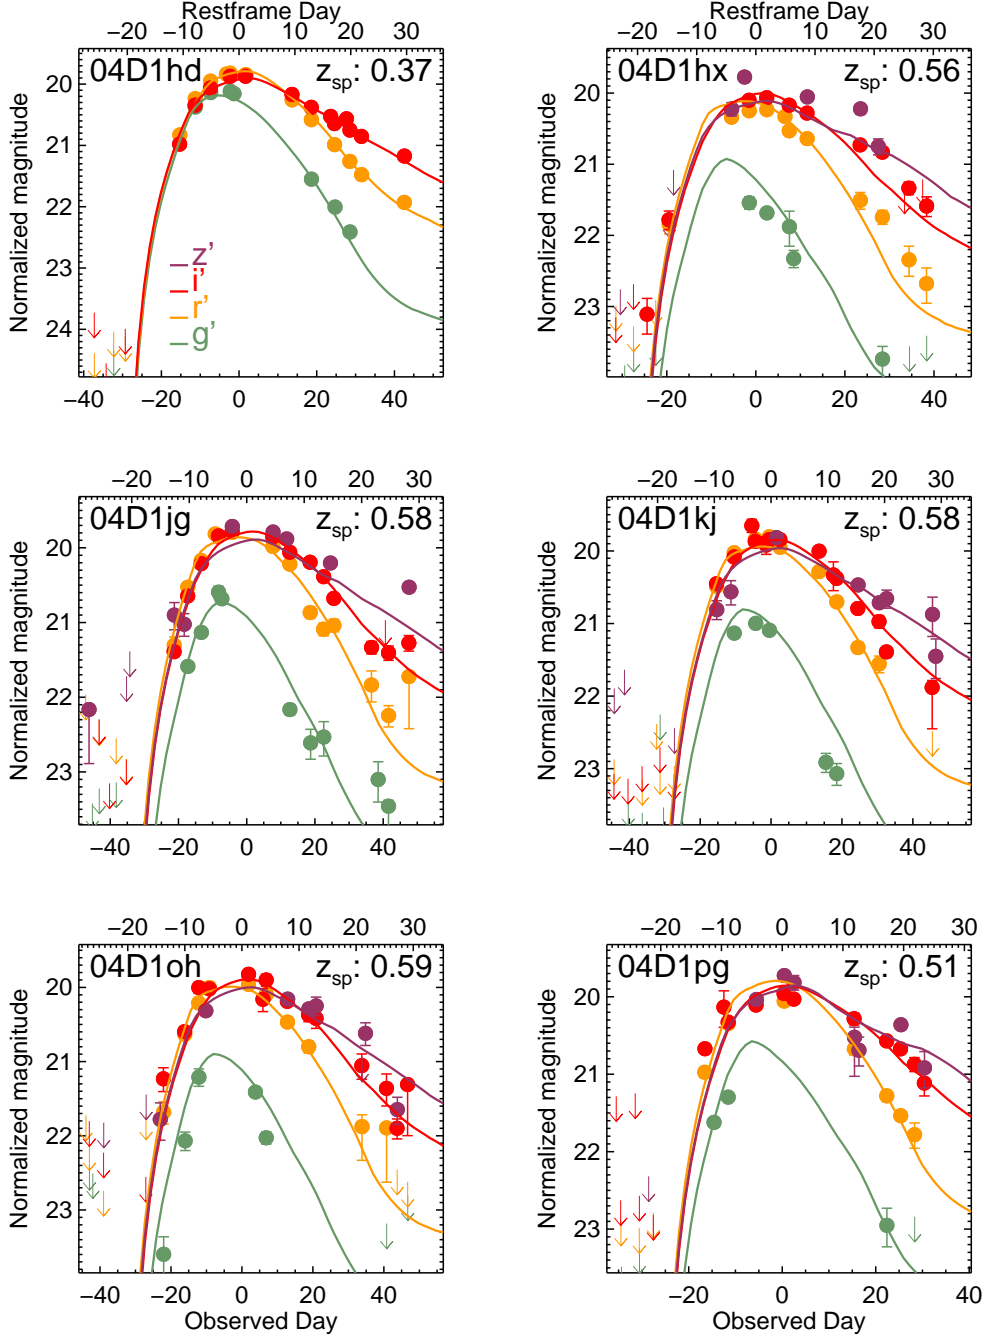 Restframe Day
Restframe Day
−20 −10 0 10 20 30
−20 −10 0 10 20 30
04D1hd z_sp: 0.37
04D1hx z_sp: 0.56
Normalized magnitude
20
21
22
23
24
z'
i'
r'
g'
−40 −20 0 20 40
Normalized magnitude
20
21
22
23
−20 0 20 40
−20 −10 0 10 20 30
−20 −10 0 10 20 30
04D1jg z_sp: 0.58
04D1kj z_sp: 0.58
Normalized magnitude
20
21
22
23
−40 −20 0 20 40
Normalized magnitude
20
21
22
23
−40 −20 0 20 40
−20 −10 0 10 20 30
−20 −10 0 10 20 30
04D1oh z_sp: 0.59
04D1pg z_sp: 0.51
Normalized magnitude
20
21
22
23
−40 −20 0 20 40
Observed Day
Normalized magnitude
20
21
22
23
−20 0 20 40
Observed Day